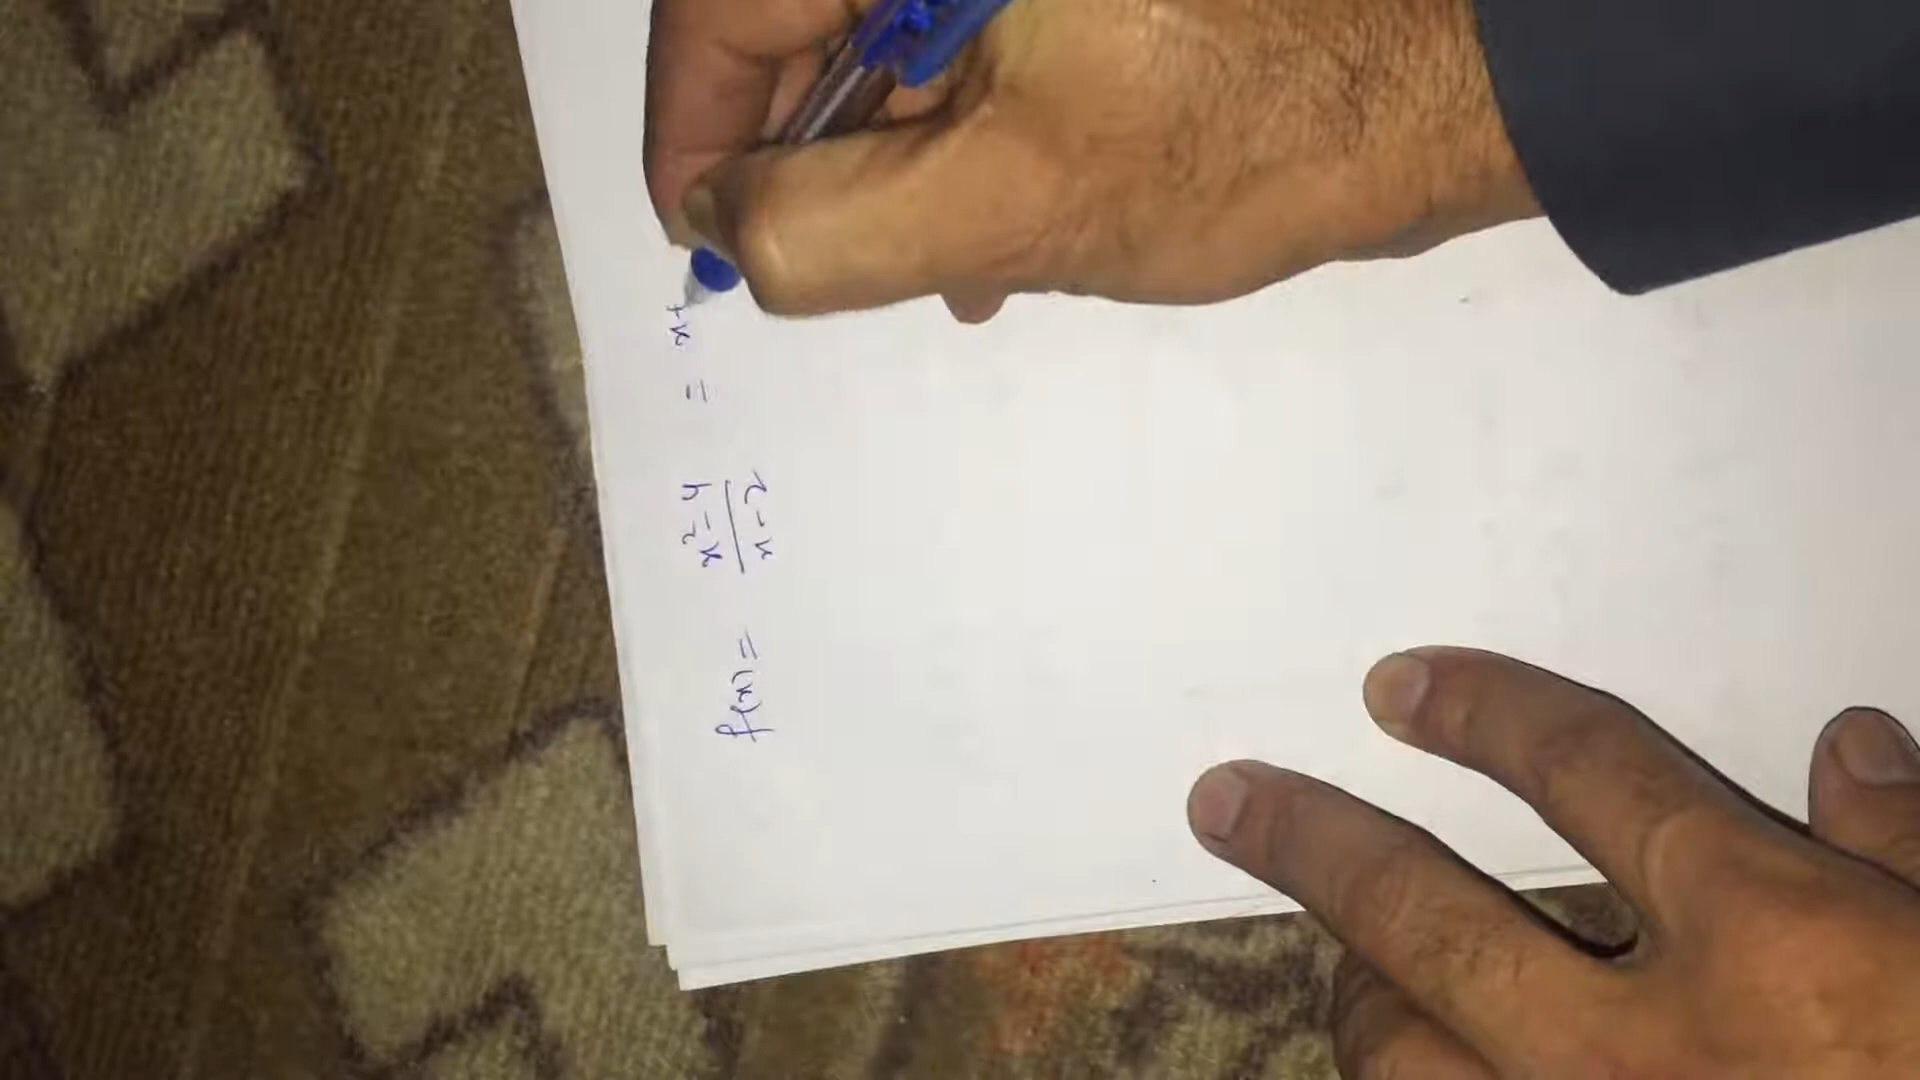 f(x) = x²-4 / x-2 = x+